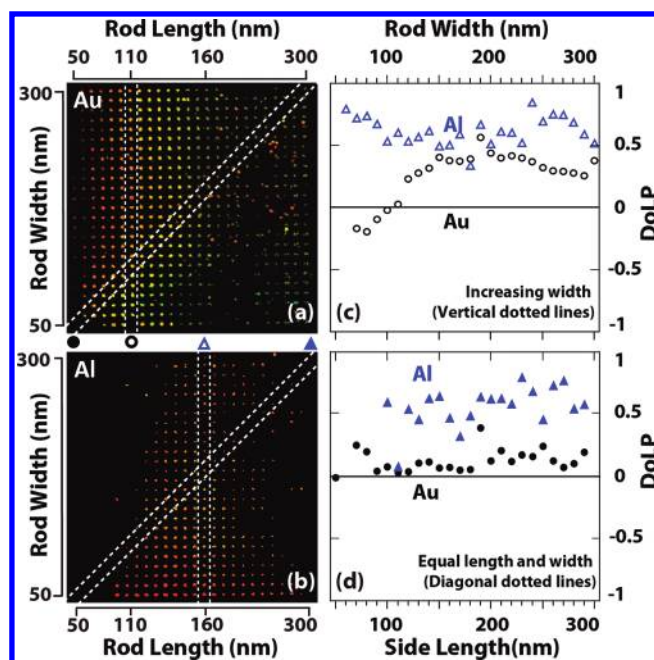 Rod Length (nm)
50 110 160 300
Rod Width (nm)
100 200 300
Au
300
Rod Width (nm)
50
(a)
Al
Au
1
0.5
0
-0.5
-1
DoLP
(c)
Increasing width
(Vertical dotted lines)
Al
300
Rod Width (nm)
50
(b)
50 110 160 300
Rod Length (nm)
Al
Au
1
0.5
0
-0.5
-1
DoLP
(d)
Equal length and width
(Diagonal dotted lines)
100 200 300
Side Length(nm)